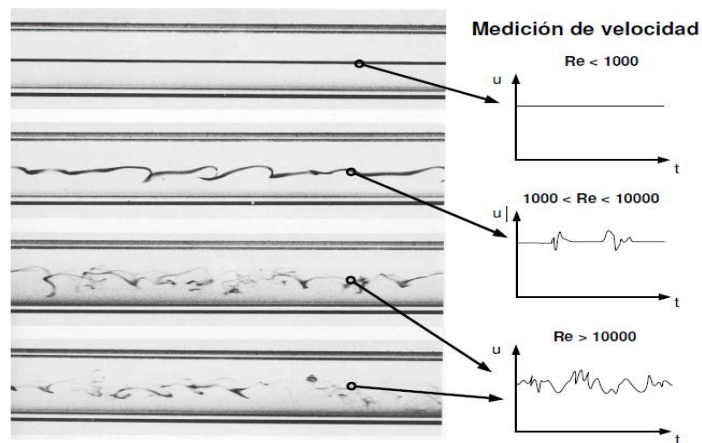 Medición de velocidad
Re < 1000
u
t
1000 < Re < 10000
u
t
Re > 10000
u
t